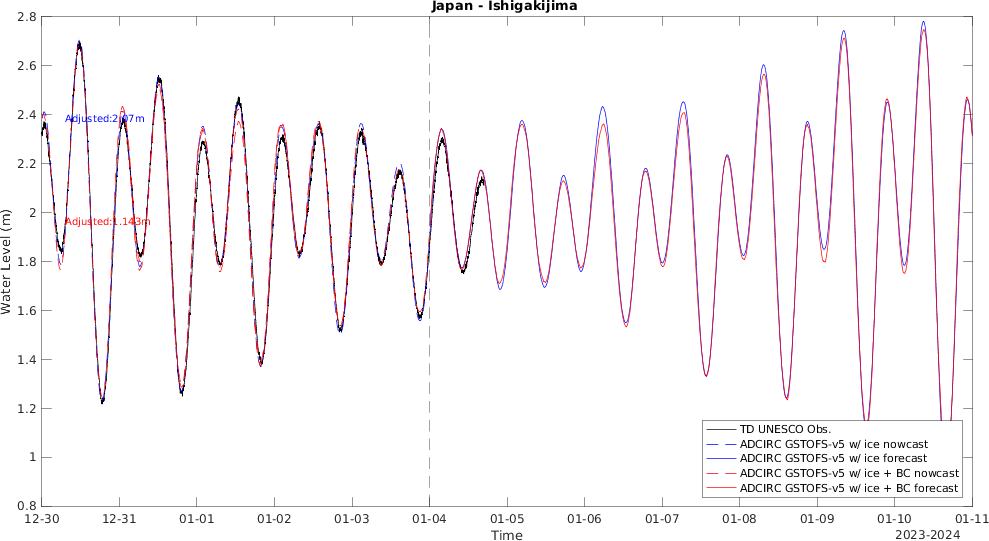 Japan - Ishigakijima
2.8
2.6
2.4
2.2
2
1.8
1.6
1.4
1.2
1
0.8
Water Level (m)
Adjusted:2.07m
Adjusted:1.143m
TD UNESCO Obs.
ADCIRC GSTOFS-v5 w/ ice nowcast
ADCIRC GSTOFS-v5 w/ ice forecast
ADCIRC GSTOFS-v5 w/ ice + BC nowcast
ADCIRC GSTOFS-v5 w/ ice + BC forecast
12-30 12-31 01-01 01-02 01-03 01-04 01-05 01-06 01-07 01-08 01-09 01-10 01-11
Time
2023-2024